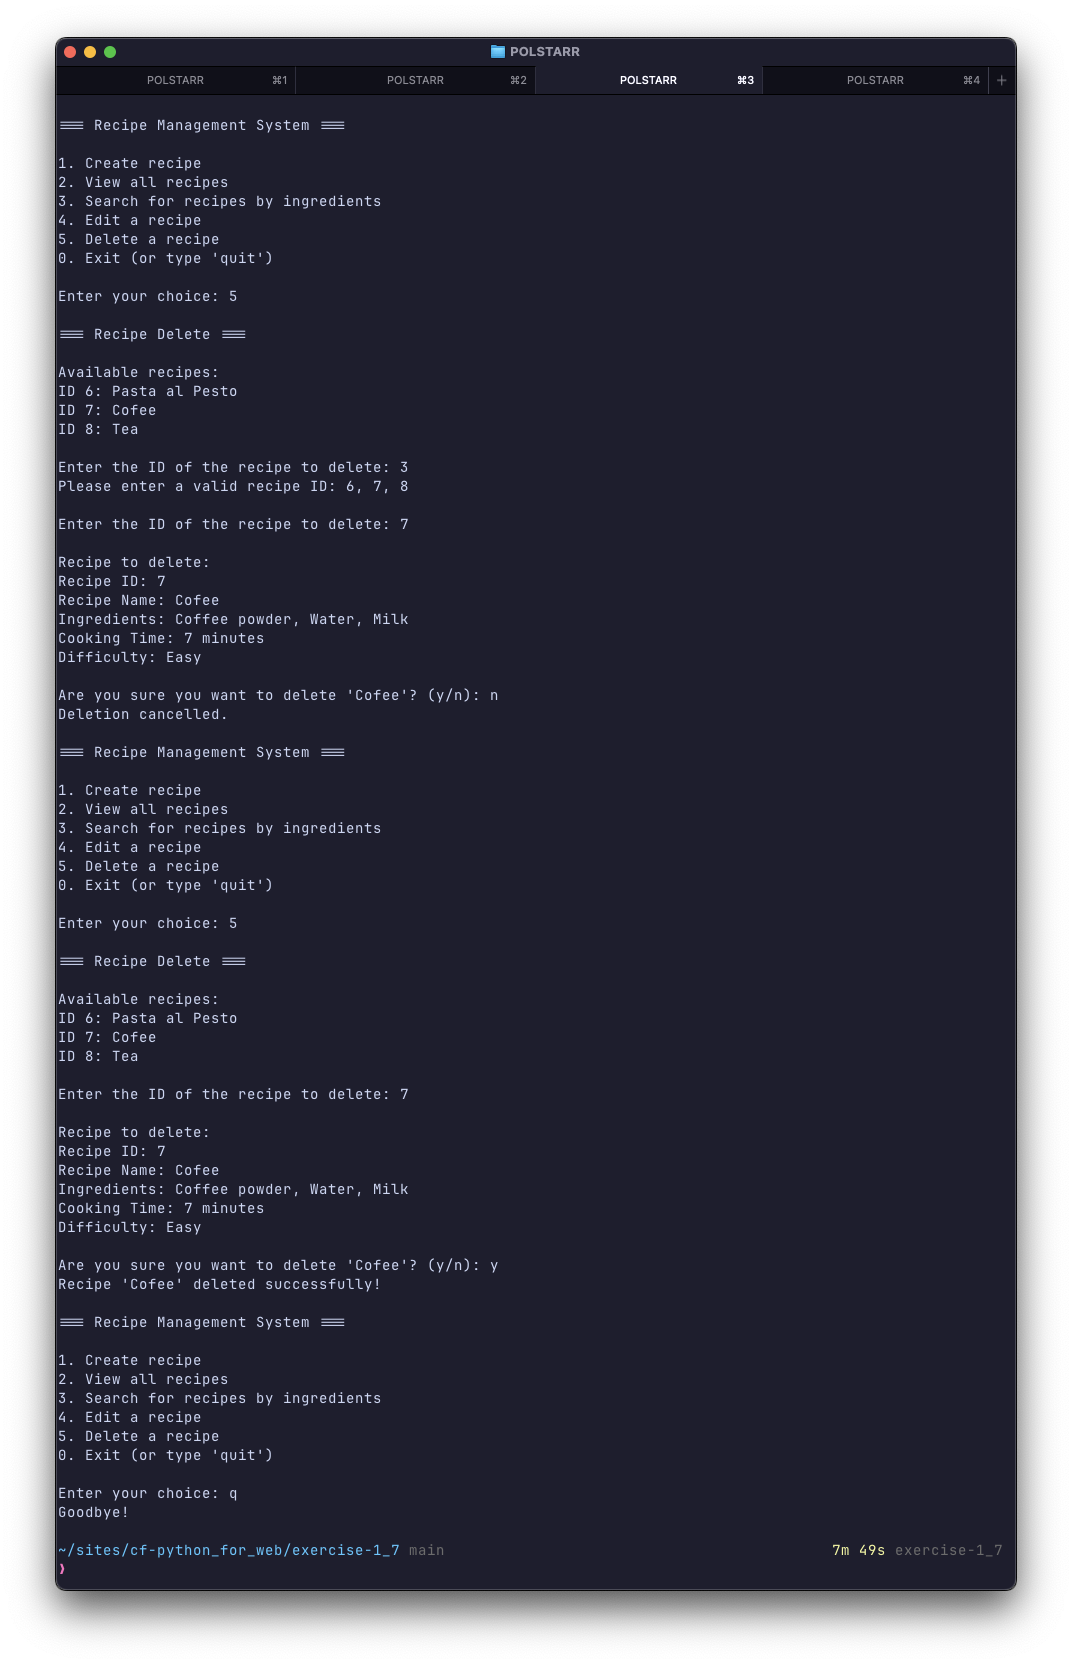 POLSTARR
POLSTARR ⌘1 POLSTARR ⌘2 POLSTARR ⌘3 POLSTARR ⌘4 +
=== Recipe Management System ===
1. Create recipe
2. View all recipes
3. Search for recipes by ingredients
4. Edit a recipe
5. Delete a recipe
0. Exit (or type 'quit')
Enter your choice: 5
=== Recipe Delete ===
Available recipes:
ID 6: Pasta al Pesto
ID 7: Cofee
ID 8: Tea
Enter the ID of the recipe to delete: 3
Please enter a valid recipe ID: 6, 7, 8
Enter the ID of the recipe to delete: 7
Recipe to delete:
Recipe ID: 7
Recipe Name: Cofee
Ingredients: Coffee powder, Water, Milk
Cooking Time: 7 minutes
Difficulty: Easy
Are you sure you want to delete 'Cofee'? (y/n): n
Deletion cancelled.
=== Recipe Management System ===
1. Create recipe
2. View all recipes
3. Search for recipes by ingredients
4. Edit a recipe
5. Delete a recipe
0. Exit (or type 'quit')
Enter your choice: 5
=== Recipe Delete ===
Available recipes:
ID 6: Pasta al Pesto
ID 7: Cofee
ID 8: Tea
Enter the ID of the recipe to delete: 7
Recipe to delete:
Recipe ID: 7
Recipe Name: Cofee
Ingredients: Coffee powder, Water, Milk
Cooking Time: 7 minutes
Difficulty: Easy
Are you sure you want to delete 'Cofee'? (y/n): y
Recipe 'Cofee' deleted successfully!
=== Recipe Management System ===
1. Create recipe
2. View all recipes
3. Search for recipes by ingredients
4. Edit a recipe
5. Delete a recipe
0. Exit (or type 'quit')
Enter your choice: q
Goodbye!
~/sites/cf-python_for_web/exercise-1_7 main 7m 49s exercise-1_7
❯